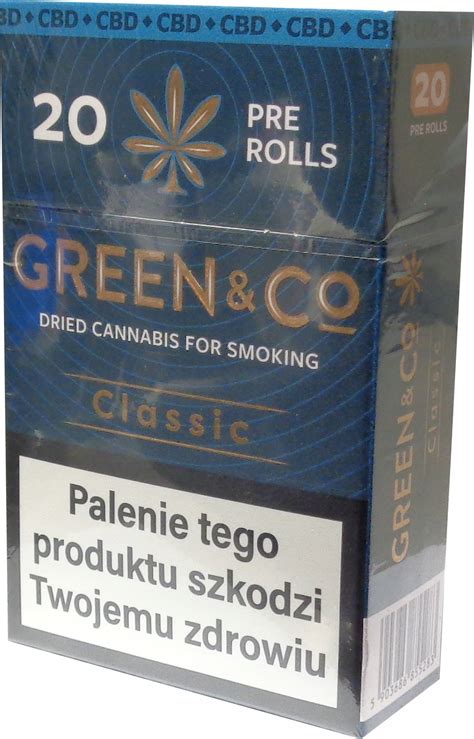 CBD • CBD • CBD • CBD • CBD • CBD
20
PRE
ROLLS
GREEN & CO
DRIED CANNABIS FOR SMOKING
Classic
Palenie tego
produktu szkodzi
Twojemu zdrowiu
20
PRE ROLLS
GREEN & CO
Classic